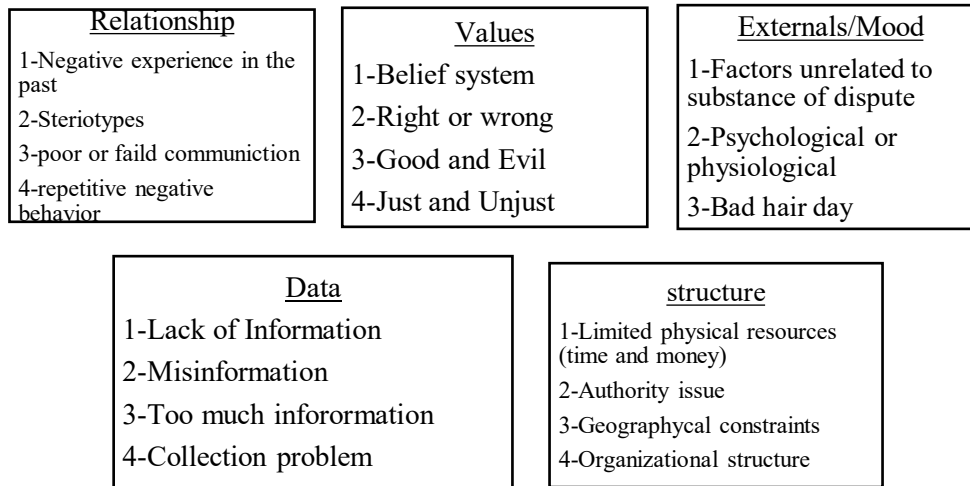 Relationship
1-Negative experience in the
past
2-Steriotypes
3-poor or faild communiction
4-repetitive negative
behavior
Values
1-Belief system
2-Right or wrong
3-Good and Evil
4-Just and Unjust
Externals/Mood
1-Factors unrelated to
substance of dispute
2-Psychological or
physiological
3-Bad hair day
Data
1-Lack of Information
2-Misinformation
3-Too much inforormation
4-Collection problem
structure
1-Limited physical resources
(time and money)
2-Authority issue
3-Geographycal constraints
4-Organizational structure